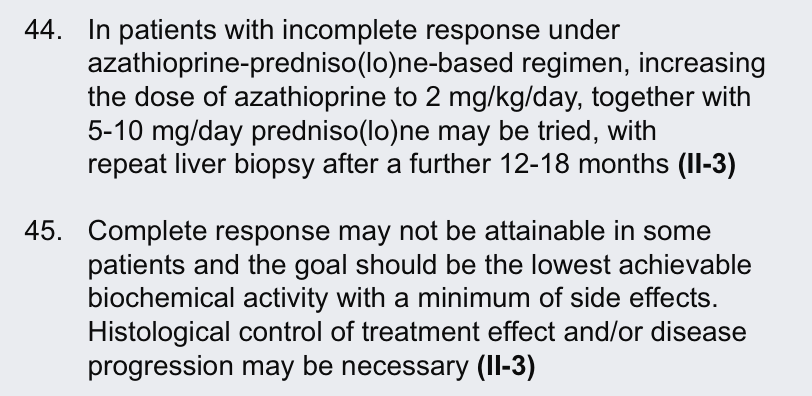 44. In patients with incomplete response under
azathioprine-predniso(lo)ne-based regimen, increasing
the dose of azathioprine to 2 mg/kg/day, together with
5-10 mg/day predniso(lo)ne may be tried, with
repeat liver biopsy after a further 12-18 months (II-3)
45. Complete response may not be attainable in some
patients and the goal should be the lowest achievable
biochemical activity with a minimum of side effects.
Histological control of treatment effect and/or disease
progression may be necessary (II-3)